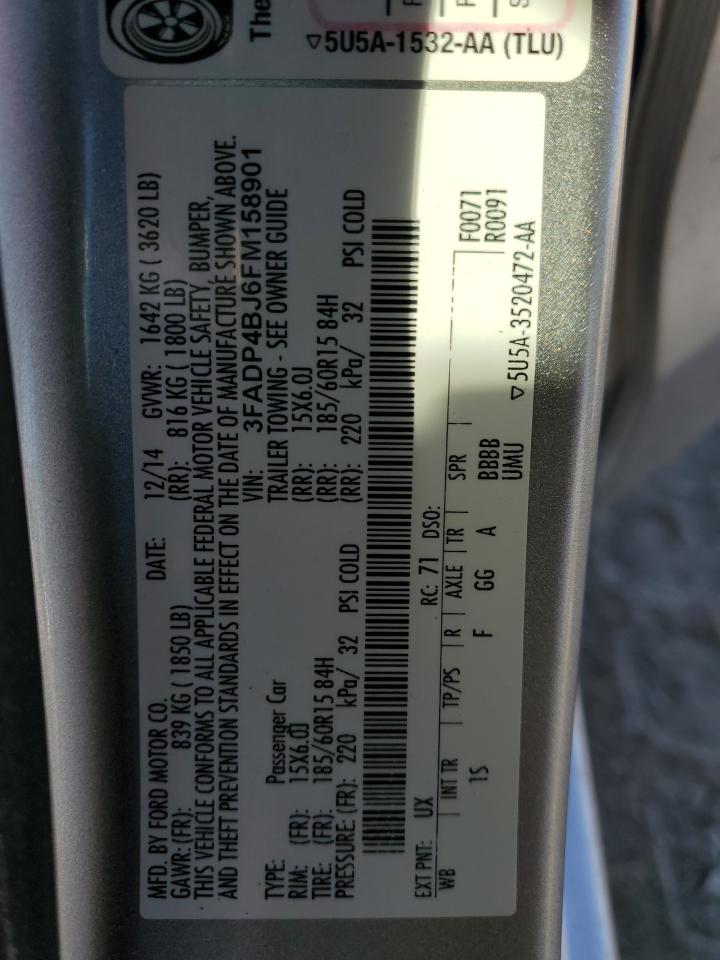 The
▽5U5A-1532-AA (TLU)
MFD. BY FORD MOTOR CO. DATE: 12/14 GVWR: 1642 KG ( 3620 LB)
GAWR: (FR): 839 KG ( 1850 LB) (RR): 816 KG ( 1800 LB)
THIS VEHICLE CONFORMS TO ALL APPLICABLE FEDERAL MOTOR VEHICLE SAFETY, BUMPER,
AND THEFT PREVENTION STANDARDS IN EFFECT ON THE DATE OF MANUFACTURE SHOWN ABOVE.
VIN: 3FADP4BJ6FM158901
TYPE: Passenger Car TRAILER TOWING - SEE OWNER GUIDE
RIM: (FR): 15X6.0J (RR): 15X6.0J
TIRE: (FR): 185/60R15 84H (RR): 185/60R15 84H
PRESSURE: (FR): 220 kPa/ 32 PSI COLD (RR): 220 kPa/ 32 PSI COLD
EXT PNT: UX RC: 71 DSO:
WB INT TR TP/PS R AXLE TR SPR F0071
1S F GG A BBBB R0091
UMU
▽5U5A-3520472-AA